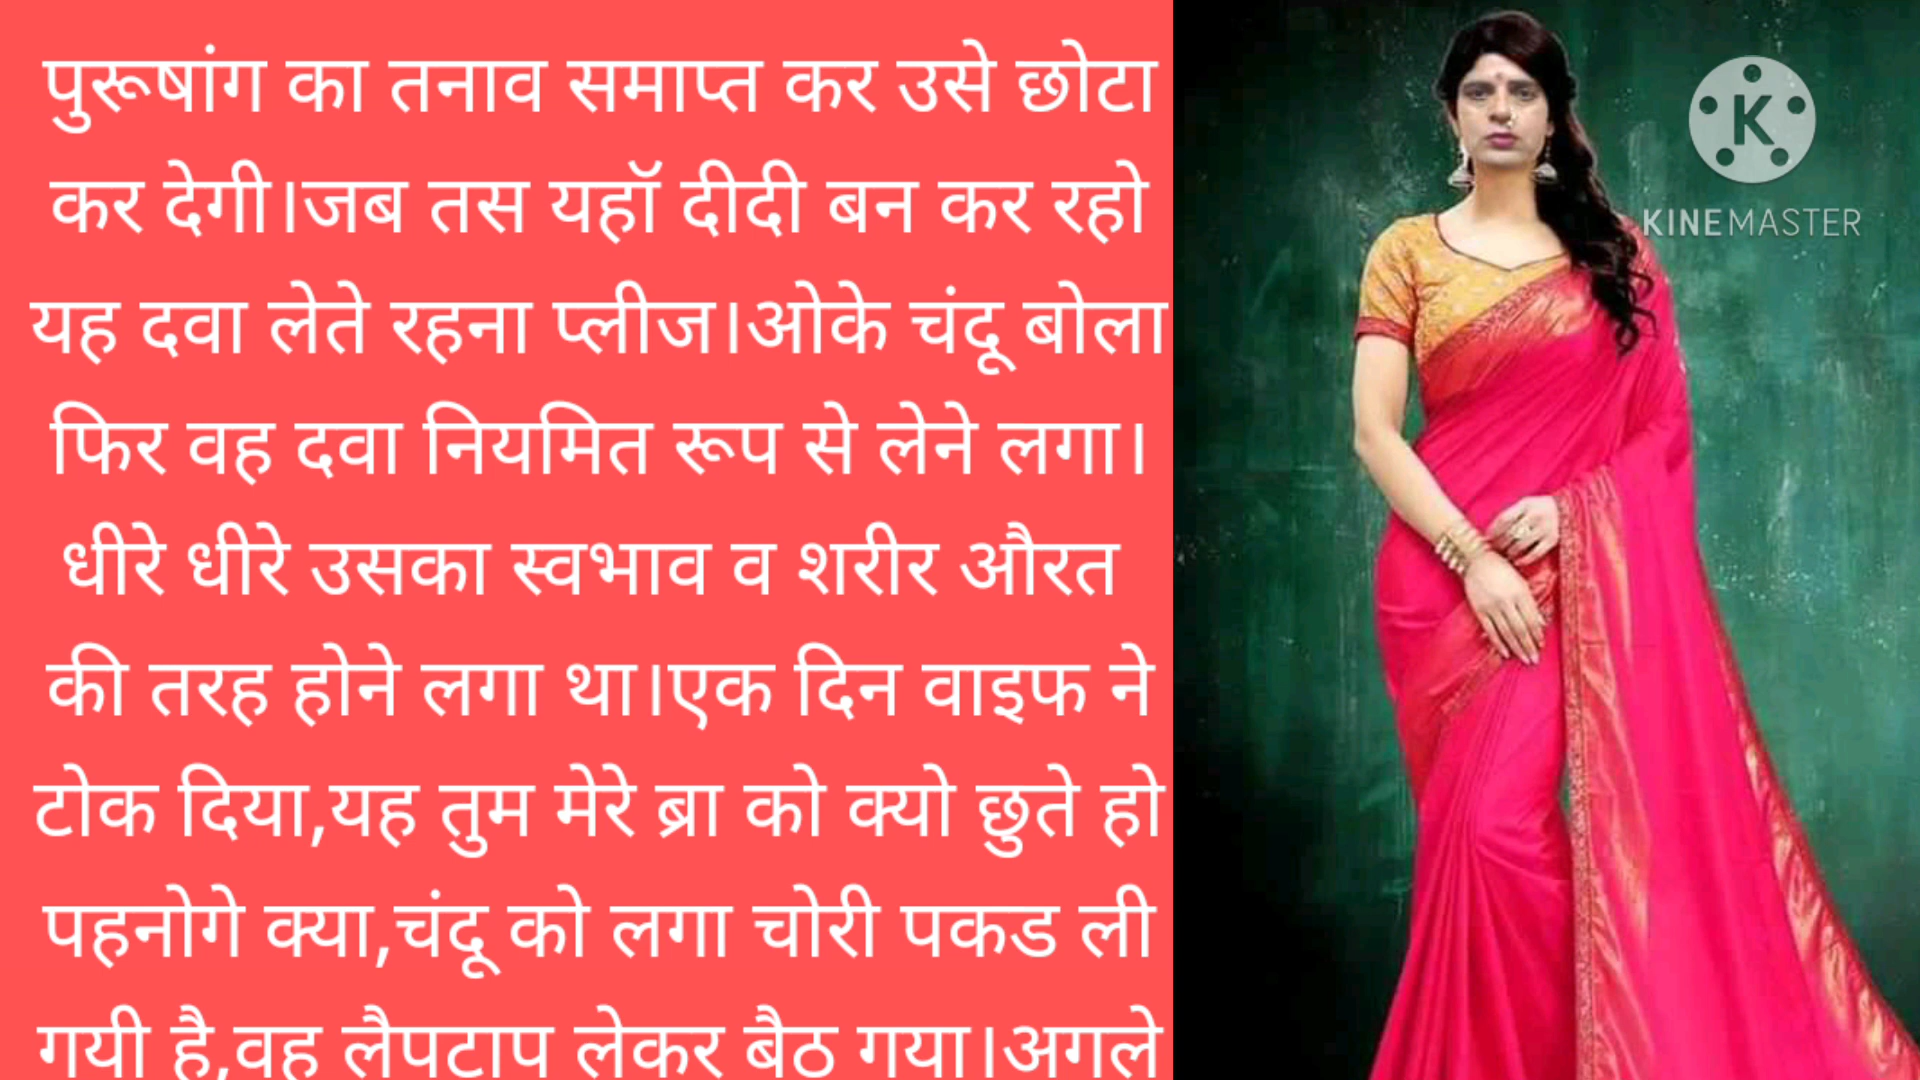 पुरूषांग का तनाव समाप्त कर उसे छोटा
कर देगी।जब तस यहाॅ दीदी बन कर रहो
यह दवा लेते रहना प्लीज।ओके चंदू बोला
फिर वह दवा नियमित रूप से लेने लगा।
धीरे धीरे उसका स्वभाव व शरीर औरत
की तरह होने लगा था।एक दिन वाइफ ने
टोक दिया,यह तुम मेरे ब्रा को क्यो छुते हो
पहनोगे क्या,चंदू को लगा चोरी पकड ली
गयी है,वह लैपटाप लेकर बैठ गया।अगले
K
KINEMASTER